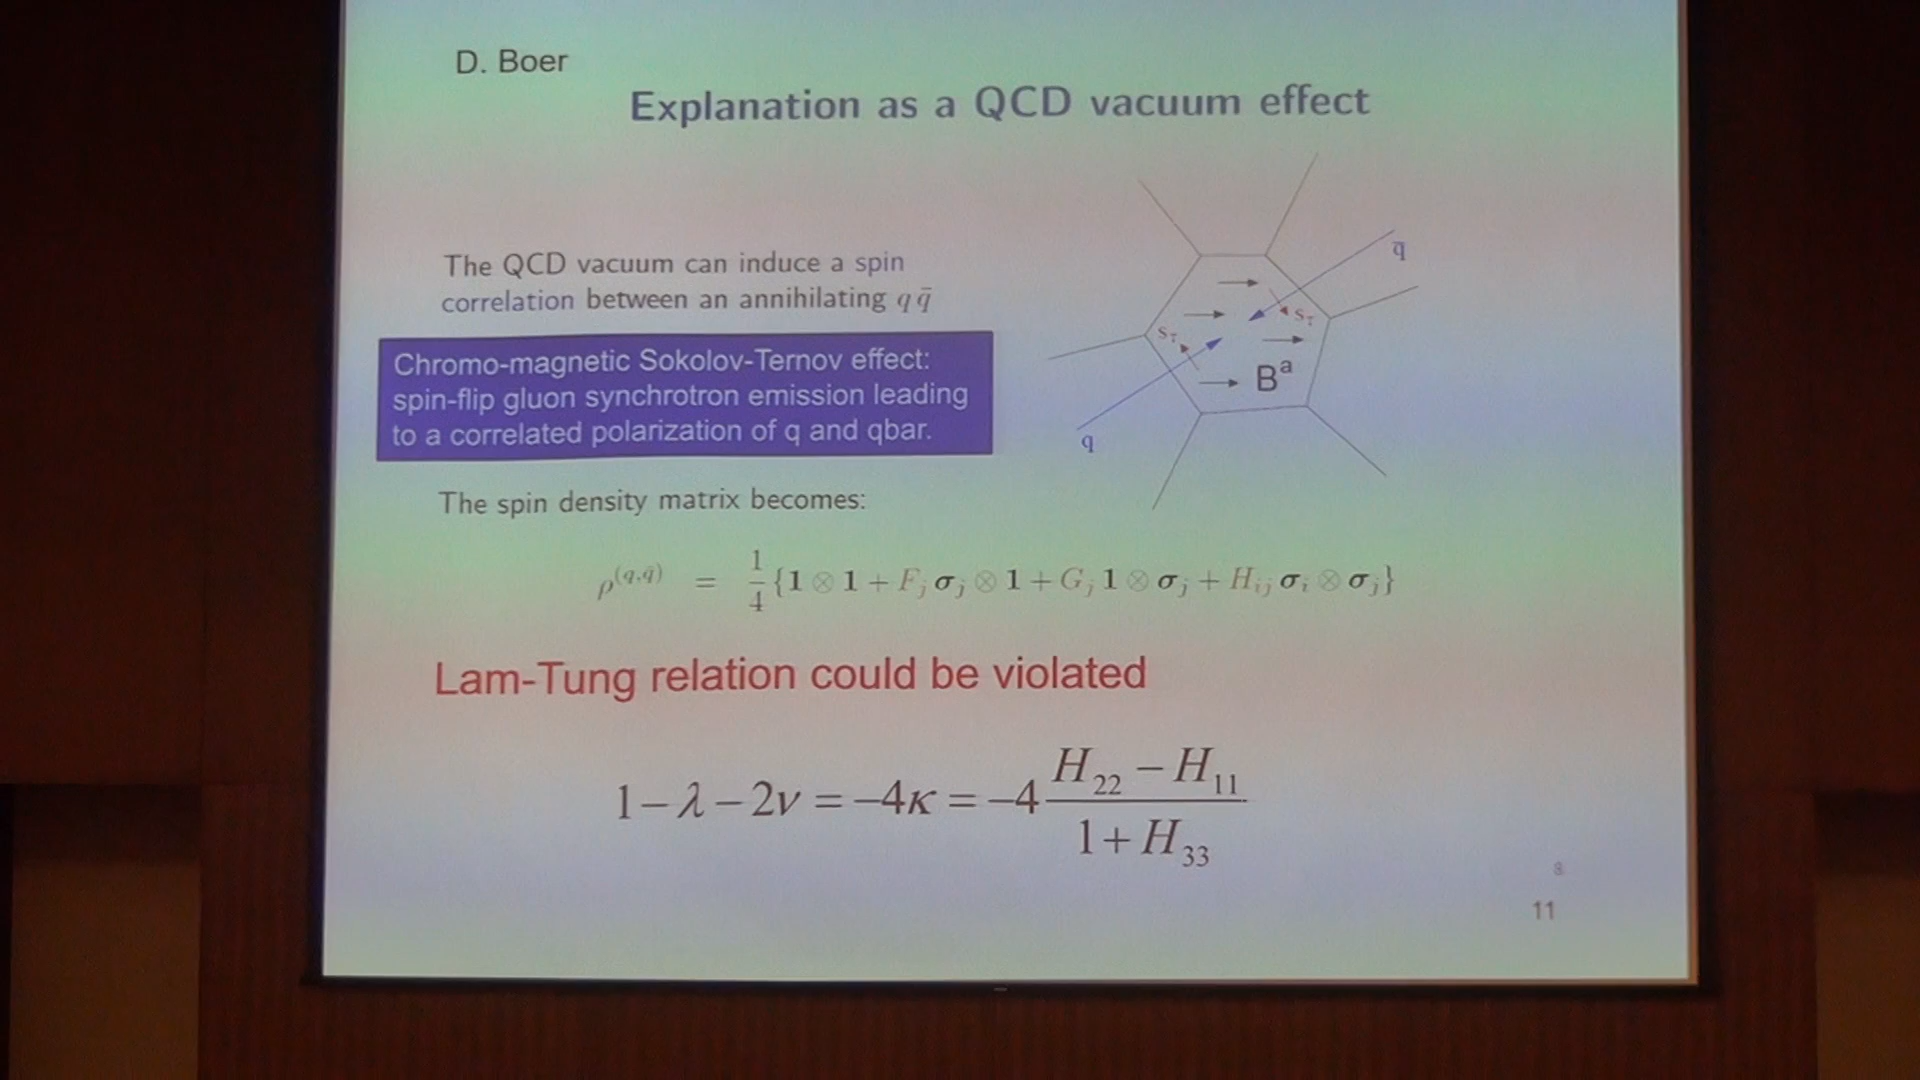 D. Boer
Explanation as a QCD vacuum effect
The QCD vacuum can induce a spin
correlation between an annihilating q q̄
Chromo-magnetic Sokolov-Ternov effect:
spin-flip gluon synchrotron emission leading
to a correlated polarization of q and qbar.
q̄
s_T
s_T
B^a
q
The spin density matrix becomes:
ρ^(q,q̄) = 1/4 {1 ⊗ 1 + F_j σ_j ⊗ 1 + G_j 1 ⊗ σ_j + H_ij σ_i ⊗ σ_j}
Lam-Tung relation could be violated
1 − λ − 2ν = −4κ = −4 (H_22 − H_11)/(1 + H_33)
8
11